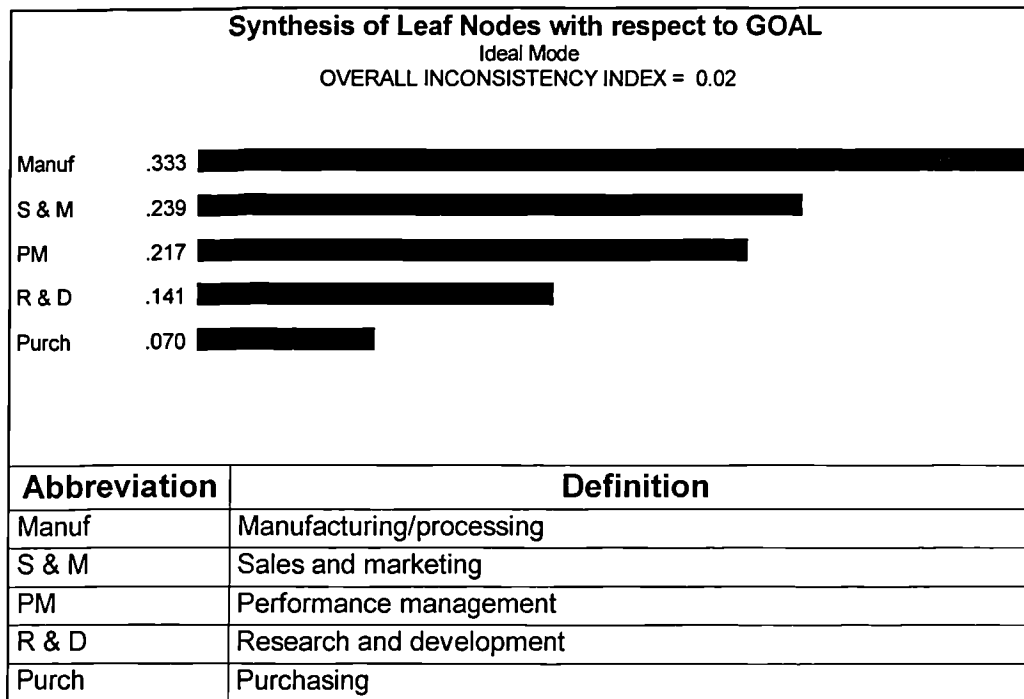 Synthesis of Leaf Nodes with respect to GOAL
Ideal Mode
OVERALL INCONSISTENCY INDEX = 0.02
Manuf .333
S & M .239
PM .217
R & D .141
Purch .070
Abbreviation Definition
Manuf Manufacturing/processing
S & M Sales and marketing
PM Performance management
R & D Research and development
Purch Purchasing